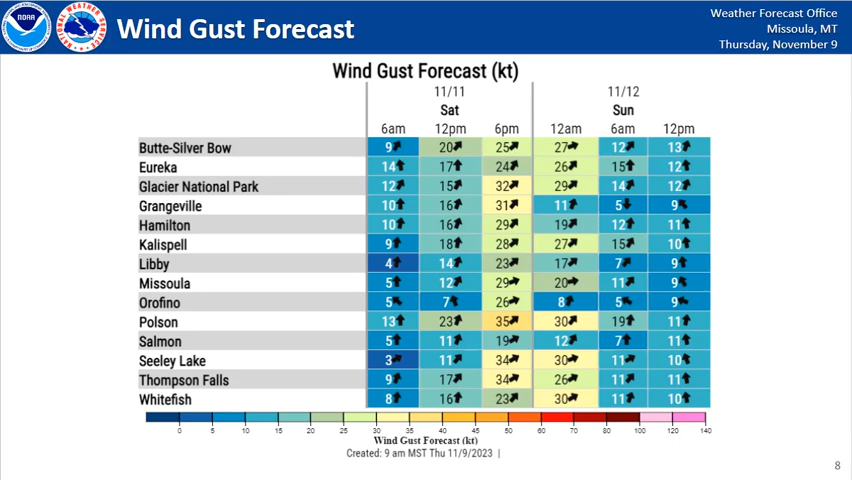 NOAA
Wind Gust Forecast
Weather Forecast Office
Missoula, MT
Thursday, November 9
Wind Gust Forecast (kt)
11/11 11/12
Sat Sun
6am 12pm 6pm 12am 6am 12pm
Butte-Silver Bow 9 20 25 27 12 13
Eureka 14 17 24 26 15 12
Glacier National Park 12 15 32 29 14 12
Grangeville 10 16 31 11 5 9
Hamilton 10 16 29 19 12 11
Kalispell 9 18 28 27 15 10
Libby 4 14 23 17 7 9
Missoula 5 12 29 20 11 9
Orofino 5 7 26 8 5 9
Polson 13 23 35 30 19 11
Salmon 5 11 19 12 7 11
Seeley Lake 3 11 34 30 11 10
Thompson Falls 9 17 34 26 11 11
Whitefish 8 16 23 30 11 10
0 5 10 15 20 25 30 35 40 45 50 60 70 80 100 120 140
Wind Gust Forecast (kt)
Created: 9 am MST Thu 11/9/2023 |
8